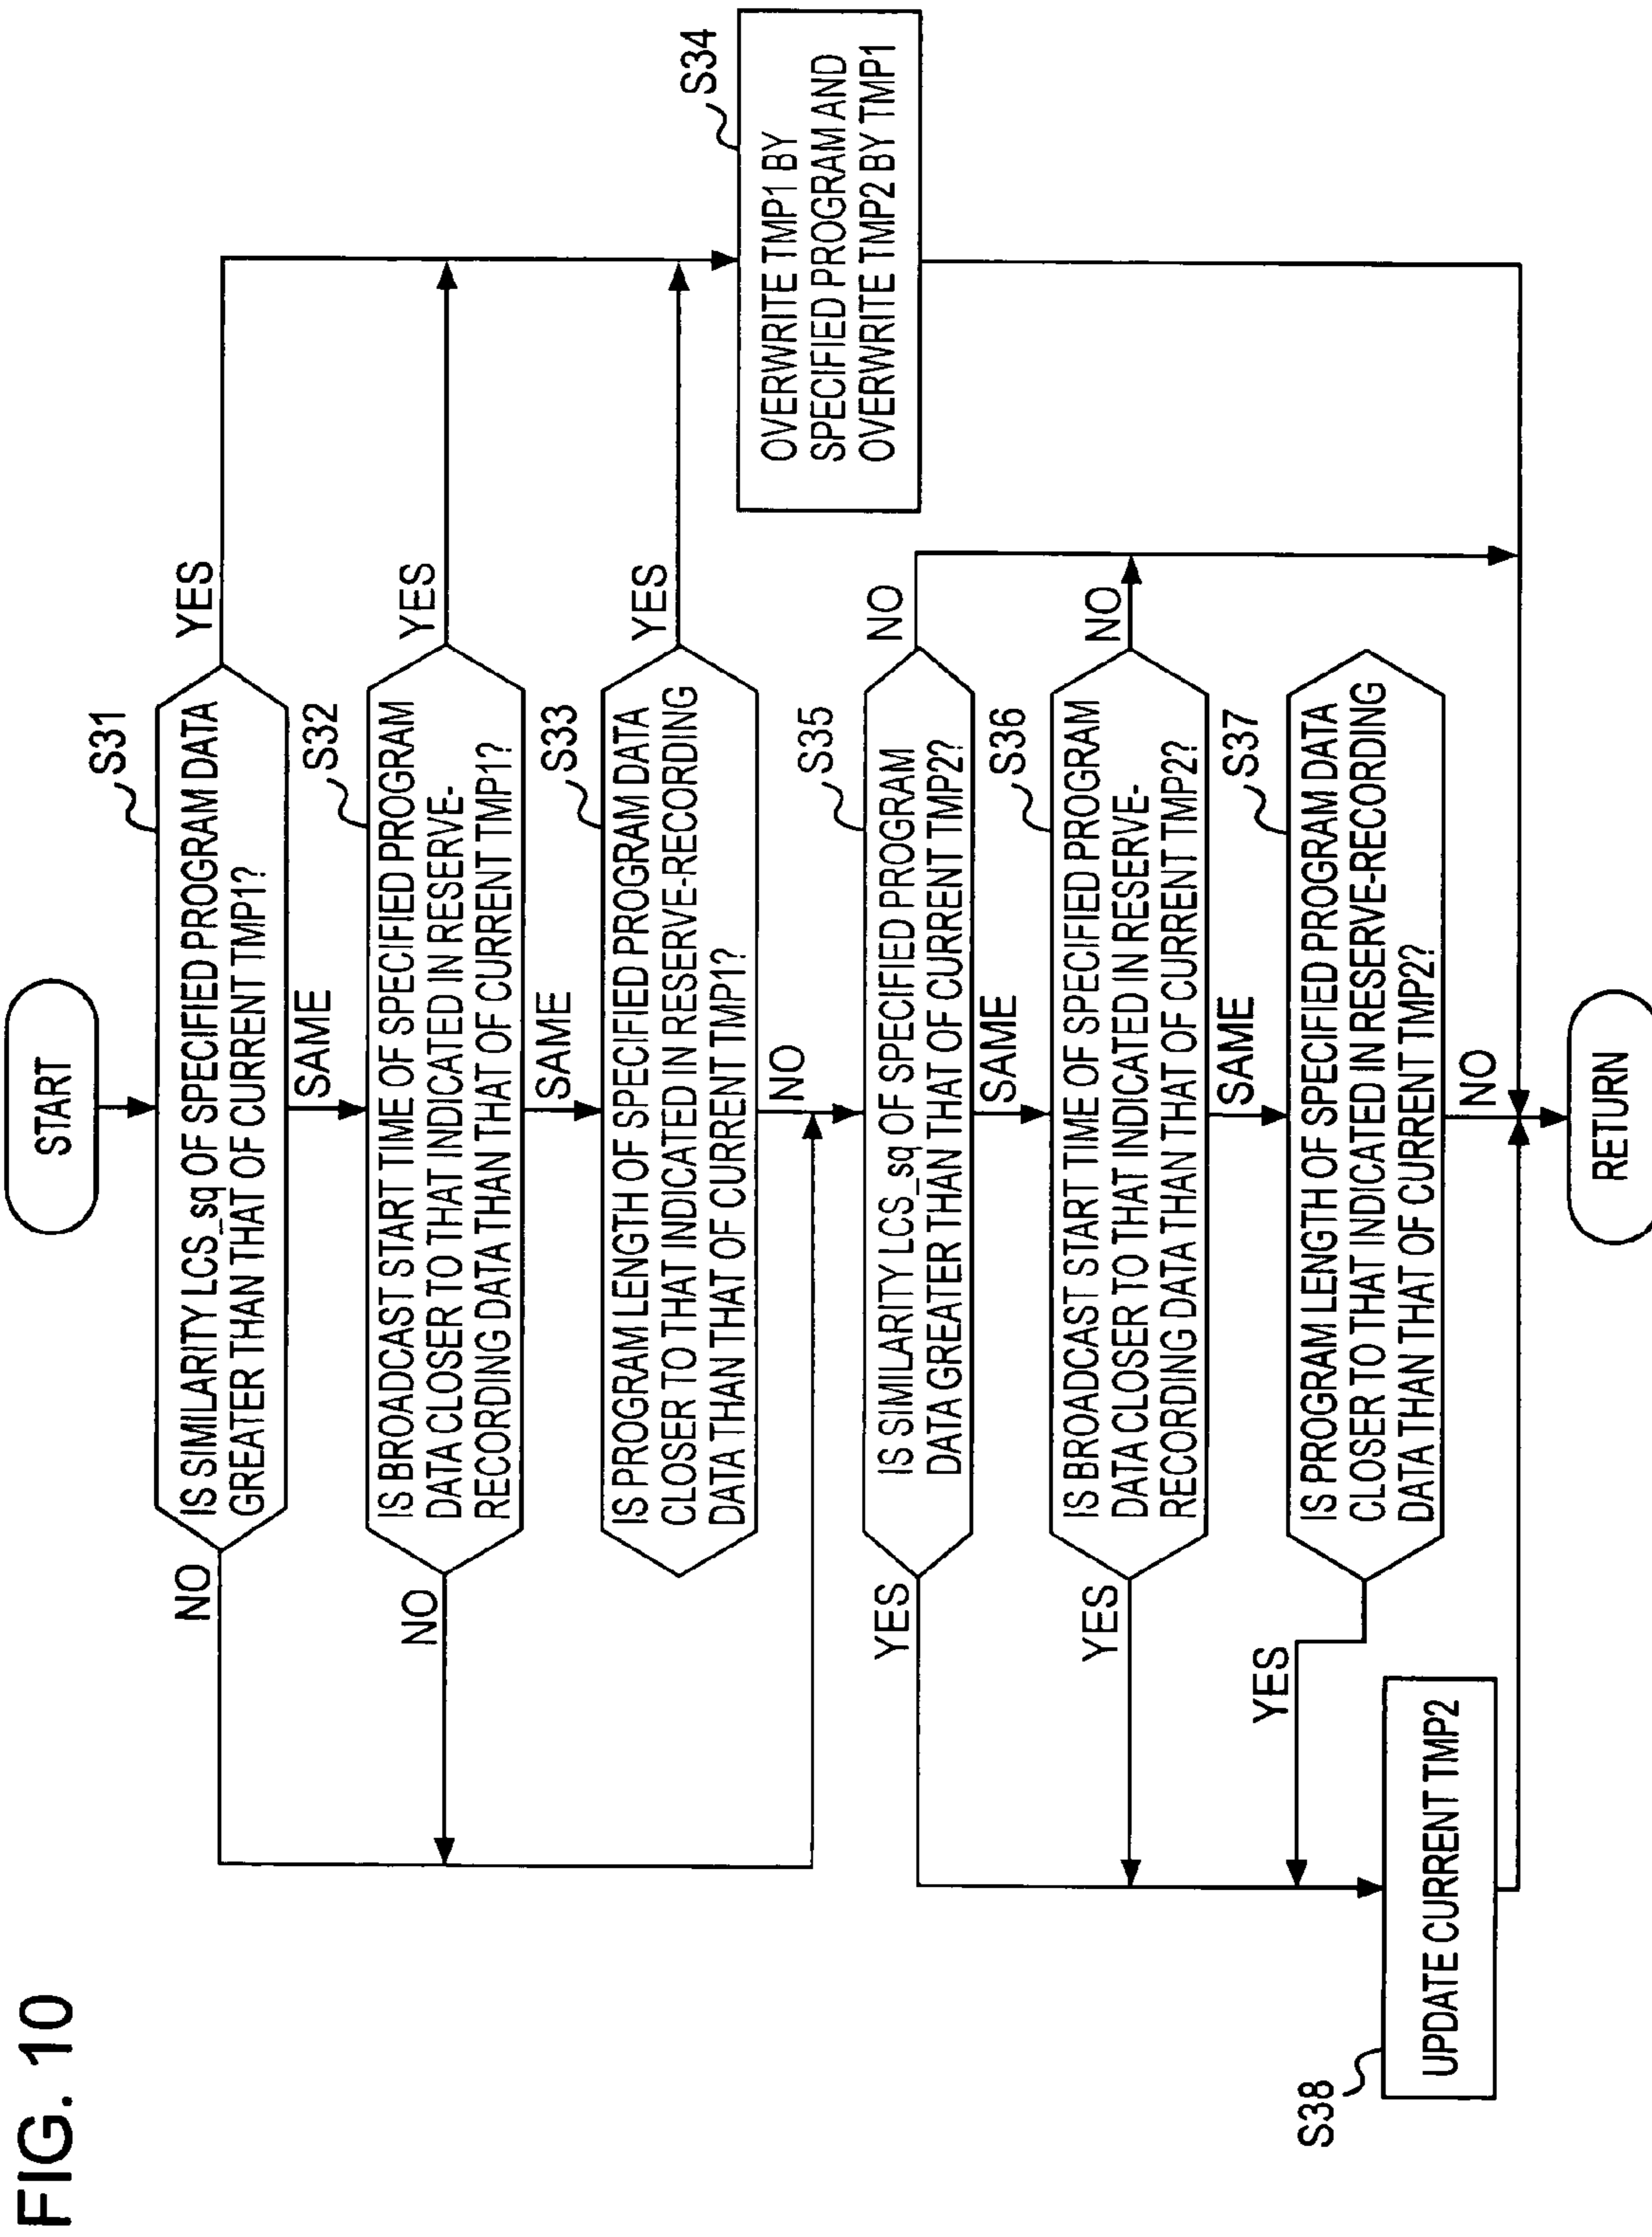 FIG. 10
START
S31
IS SIMILARITY LCS_sq OF SPECIFIED PROGRAM DATA
GREATER THAN THAT OF CURRENT TMP1?
NO
YES
SAME
S32
IS BROADCAST START TIME OF SPECIFIED PROGRAM
DATA CLOSER TO THAT INDICATED IN RESERVE-
RECORDING DATA THAN THAT OF CURRENT TMP1?
NO
YES
SAME
S33
IS PROGRAM LENGTH OF SPECIFIED PROGRAM DATA
CLOSER TO THAT INDICATED IN RESERVE-RECORDING
DATA THAN THAT OF CURRENT TMP1?
YES
NO
S34
OVERWRITE TMP1 BY
SPECIFIED PROGRAM AND
OVERWRITE TMP2 BY TMP1
S35
IS SIMILARITY LCS_sq OF SPECIFIED PROGRAM
DATA GREATER THAN THAT OF CURRENT TMP2?
YES
NO
SAME
S36
IS BROADCAST START TIME OF SPECIFIED PROGRAM
DATA CLOSER TO THAT INDICATED IN RESERVE-
RECORDING DATA THAN THAT OF CURRENT TMP2?
YES
NO
SAME
S37
IS PROGRAM LENGTH OF SPECIFIED PROGRAM DATA
CLOSER TO THAT INDICATED IN RESERVE-RECORDING
DATA THAN THAT OF CURRENT TMP2?
YES
NO
S38
UPDATE CURRENT TMP2
RETURN